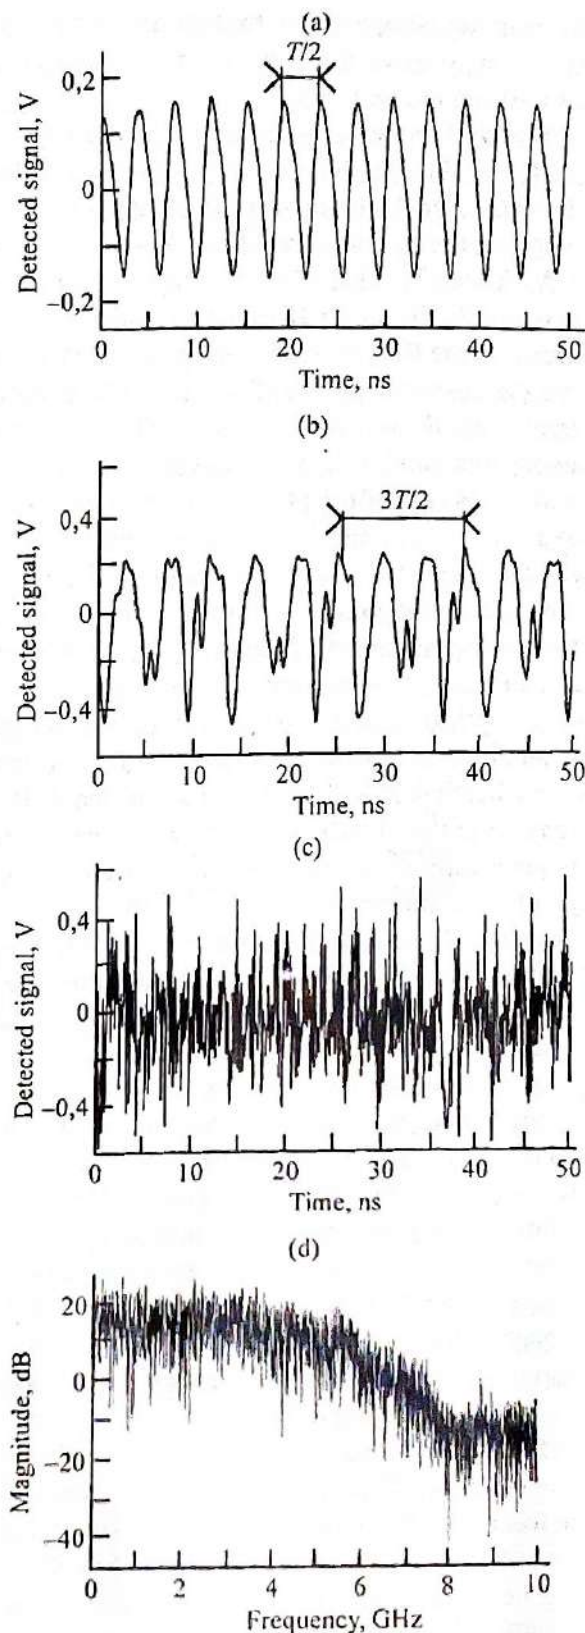 (a)
T/2
0,2
0
−0,2
Detected signal, V
0 10 20 30 40 50
Time, ns
(b)
3T/2
0,4
0
−0,4
Detected signal, V
0 10 20 30 40 50
Time, ns
(c)
0,4
0
−0,4
Detected signal, V
0 10 20 30 40 50
Time, ns
(d)
20
0
−20
−40
Magnitude, dB
0 2 4 6 8 10
Frequency, GHz